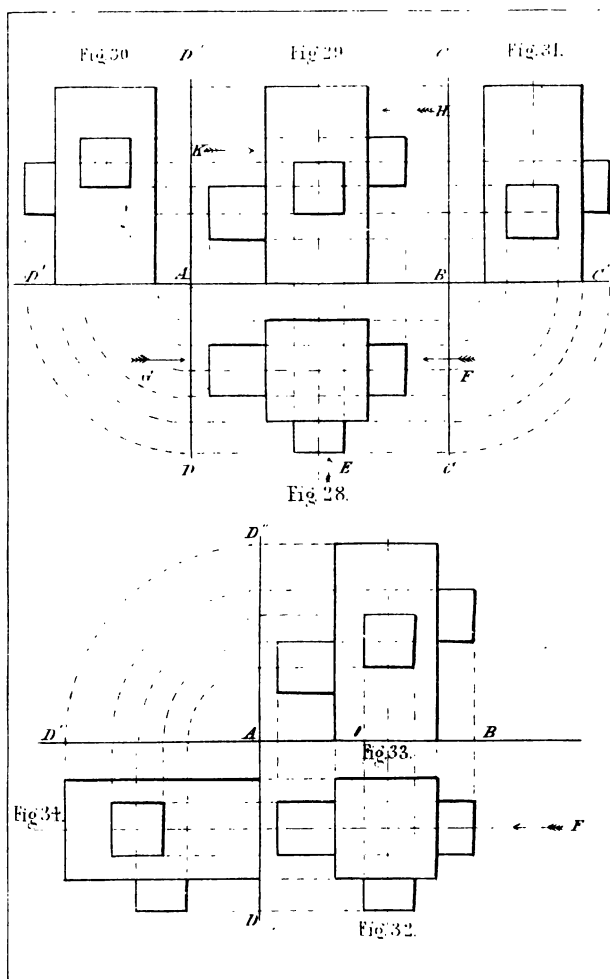 Fig. 30
D'
Fig. 29
C
Fig. 31.
H
K
D'
A
B
C'
F
D
E
C
Fig. 28.
D''
D''
A
B
Fig. 33.
Fig. 34.
F
D
Fig. 32.